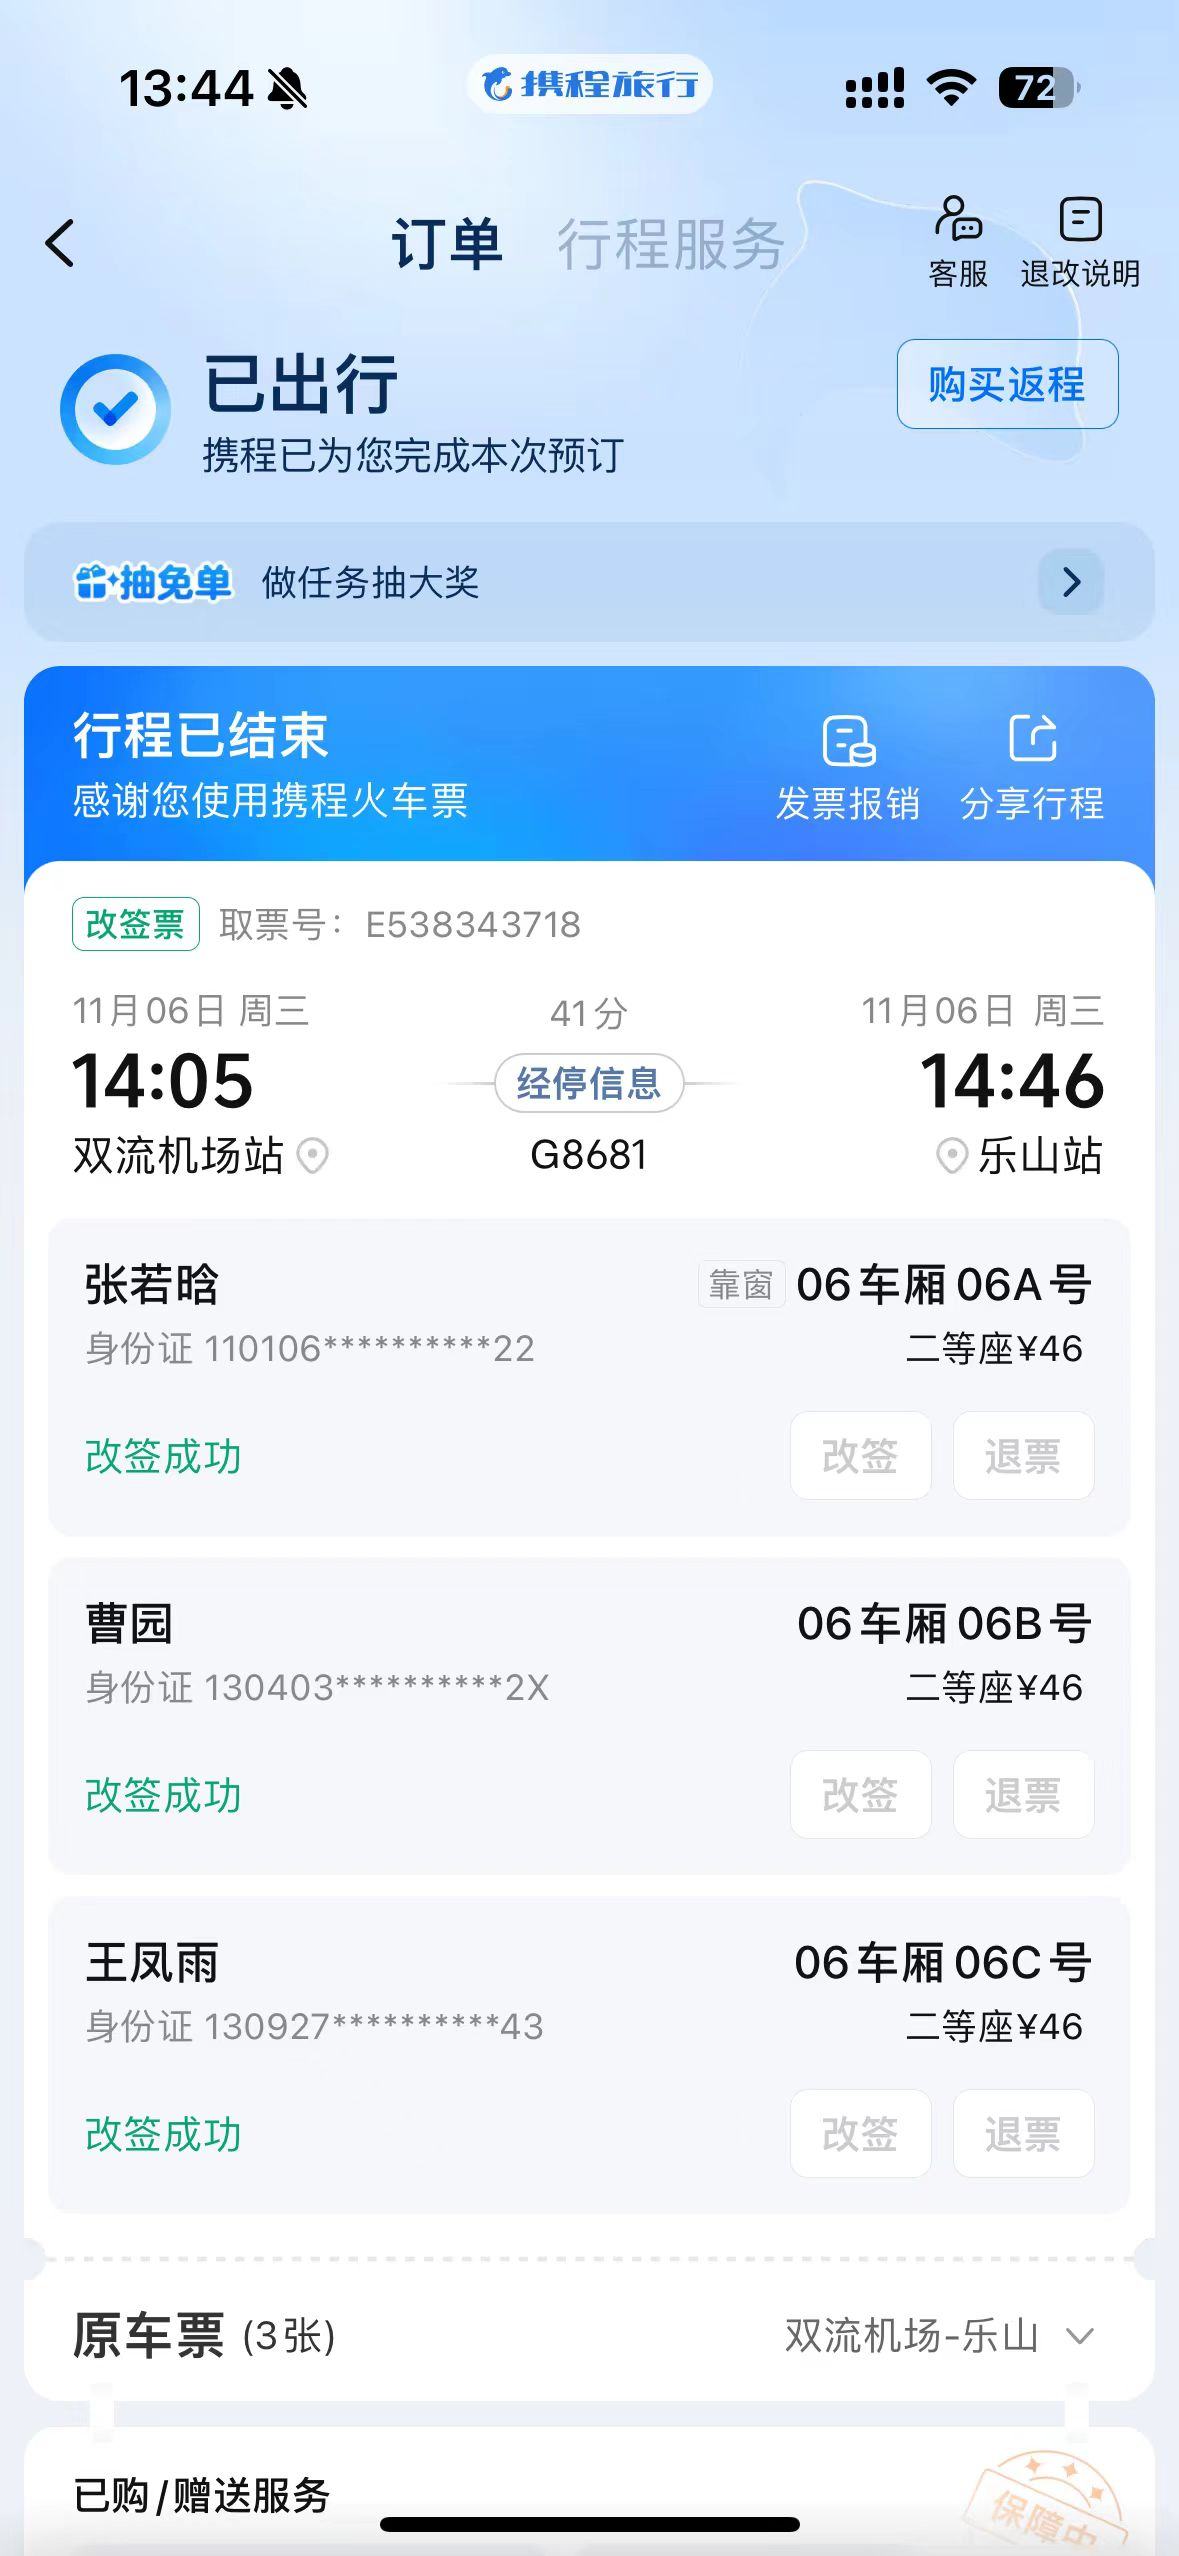 13:44
携程旅行
72
订单
行程服务
客服
退改说明
已出行
携程已为您完成本次预订
购买返程
抽免单
做任务抽大奖
行程已结束
感谢您使用携程火车票
发票报销
分享行程
改签票
取票号: E538343718
11月06日 周三
41分
11月06日 周三
14:05
经停信息
14:46
双流机场站
G8681
乐山站
张若晗
靠窗
06车厢06A号
身份证 110106**********22
二等座¥46
改签成功
改签
退票
曹园
06车厢06B号
身份证 130403**********2X
二等座¥46
改签成功
改签
退票
王凤雨
06车厢06C号
身份证 130927**********43
二等座¥46
改签成功
改签
退票
原车票 (3张)
双流机场-乐山
已购/赠送服务
保障中